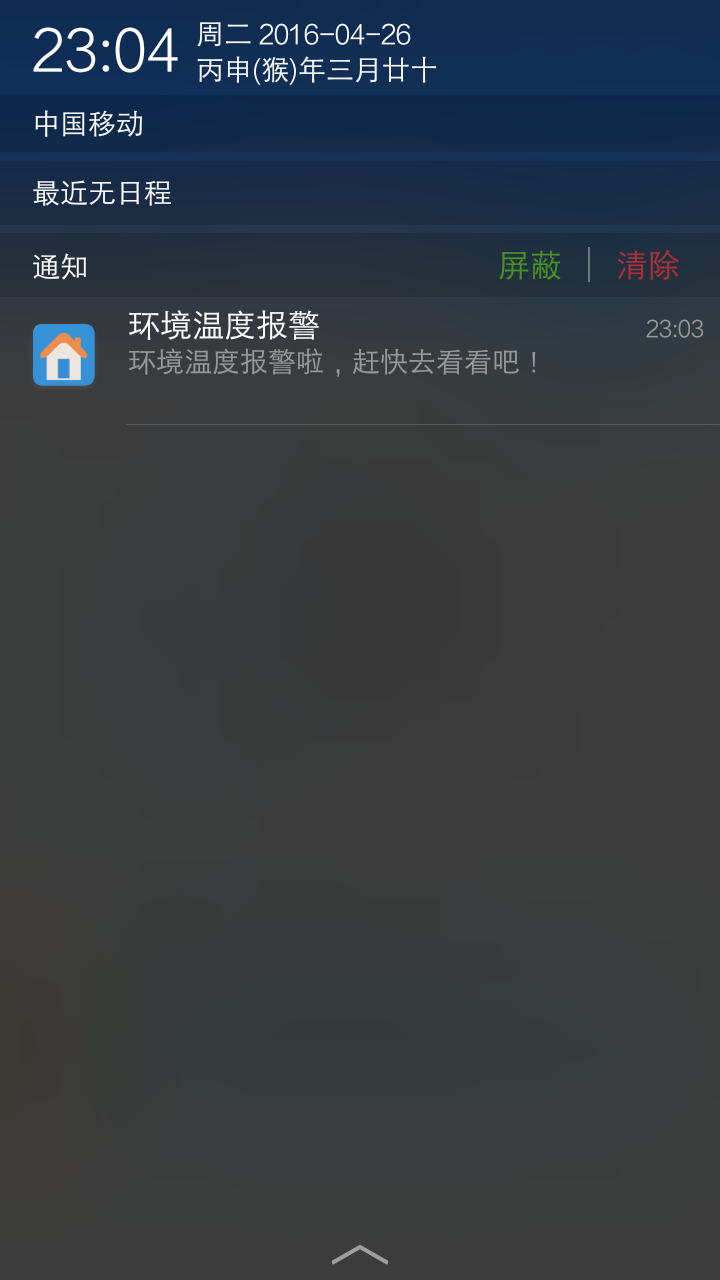 23:04
周二 2016-04-26
丙申(猴)年三月廿十
中国移动
最近无日程
通知 屏蔽 清除
环境温度报警 23:03
环境温度报警啦，赶快去看看吧！